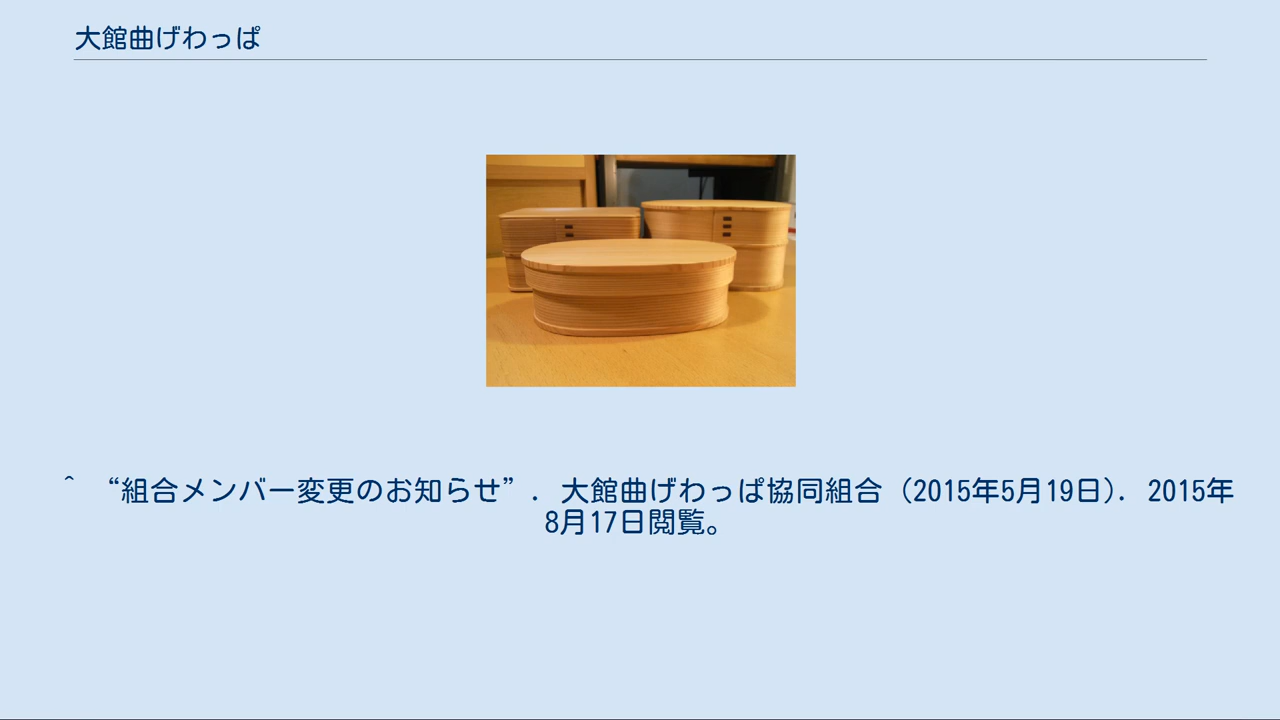 大館曲げわっぱ
^ “組合メンバー変更のお知らせ”. 大館曲げわっぱ協同組合 (2015年5月19日). 2015年
8月17日閲覧。